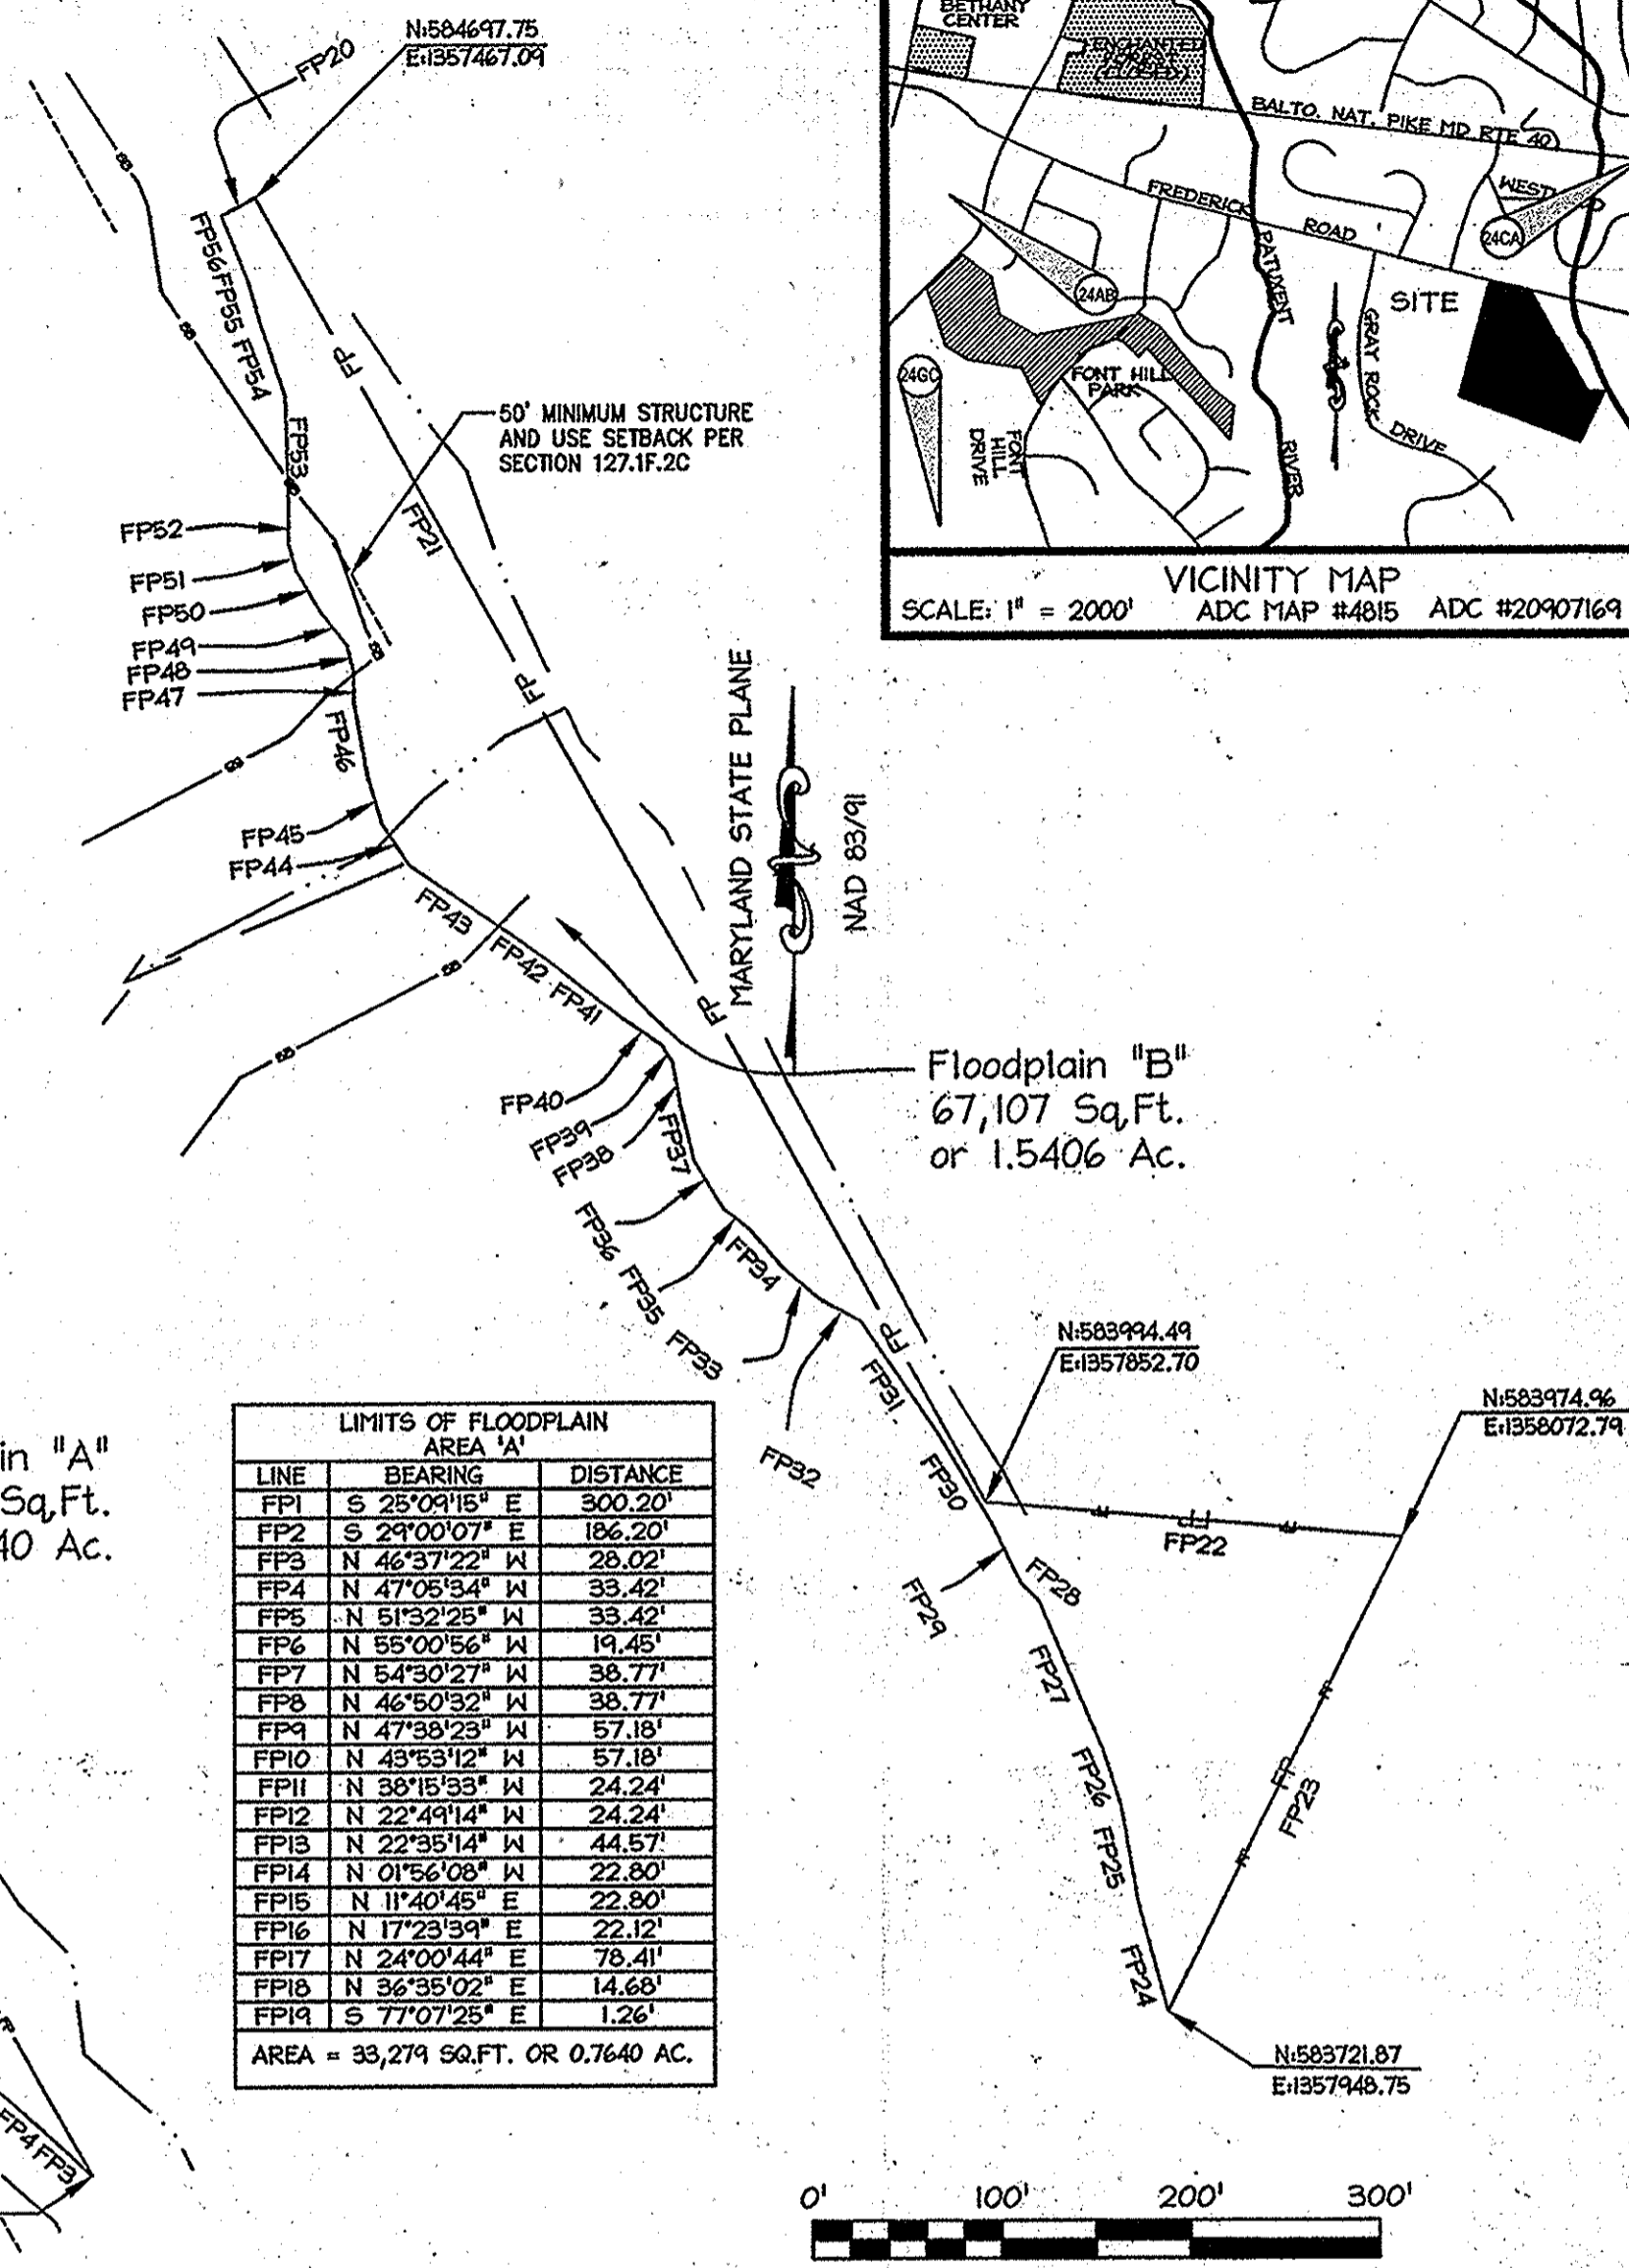 N:584697.75
E:1357467.09
FP20
FP56 FP55 FP54
FP
FP53
50' MINIMUM STRUCTURE
AND USE SETBACK PER
SECTION 127.1F.2C
FP21
FP52
FP51
FP50
FP49
FP48
FP47
FP46
FP
FP45
FP44
FP43
FP42 FP41
FP
FP40
FP39
FP38
FP37
FP36
FP35
FP34
FP33
FP32
FP
FP31
FP30
FP29
FP28
FP27
FP26
FP25
FP24
FP
FP22
FP
FP23
MARYLAND STATE PLANE
NAD 83/91
Floodplain "B"
67,107 Sq.Ft.
or 1.5406 Ac.
N:583994.49
E:1357852.70
N:583974.96
E:1358072.79
N:583721.87
E:1357948.75
BETHANY
CENTER
ENCHANTED
FOREST
(CLOSED)
BALTO. NAT. PIKE MD RTE 40
FREDERICK ROAD
WEST
24CA
24AB
24GC
PATUXENT
RIVER
SITE
GRAY ROCK
DRIVE
FONT HILL
PARK
FONT
HILL
DRIVE
VICINITY MAP
SCALE: 1" = 2000' ADC MAP #4815 ADC #20907169
in "A"
Sq.Ft.
40 Ac.
LIMITS OF FLOODPLAIN
AREA 'A'
LINE BEARING DISTANCE
FP1 S 25°09'15" E 300.20'
FP2 S 29°00'07" E 186.20'
FP3 N 46°37'22" W 28.02'
FP4 N 47°05'34" W 33.42'
FP5 N 51°32'25" W 33.42'
FP6 N 55°00'56" W 19.45'
FP7 N 54°30'27" W 38.77'
FP8 N 46°50'32" W 38.77'
FP9 N 47°38'23" W 57.18'
FP10 N 43°53'12" W 57.18'
FP11 N 38°15'33" W 24.24'
FP12 N 22°49'14" W 24.24'
FP13 N 22°35'14" W 44.57'
FP14 N 01°56'08" W 22.80'
FP15 N 11°40'45" E 22.80'
FP16 N 17°23'39" E 22.12'
FP17 N 24°00'44" E 78.41'
FP18 N 36°35'02" E 14.68'
FP19 S 77°07'25" E 1.26'
AREA = 33,279 SQ.FT. OR 0.7640 AC.
FP4 FP3
0' 100' 200' 300'